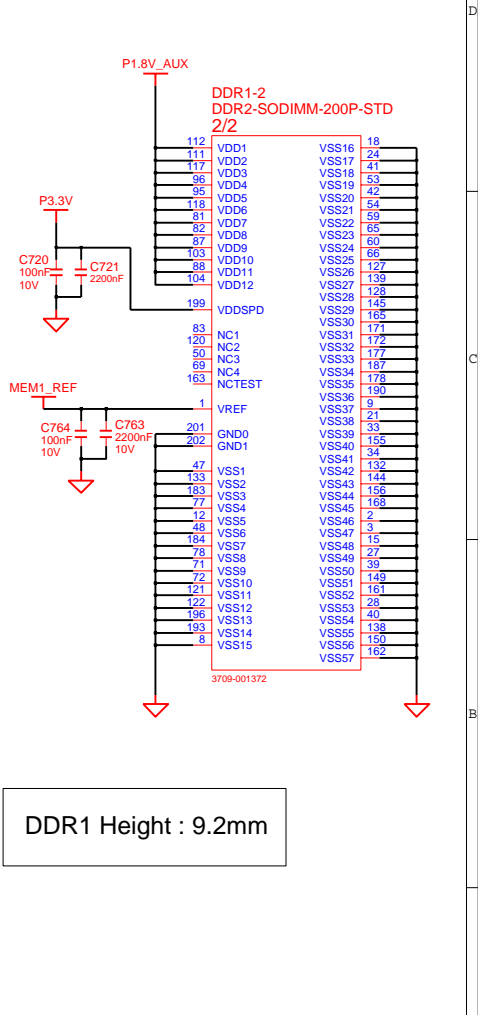 D
P1.8V_AUX
DDR1-2
DDR2-SODIMM-200P-STD
2/2
112 VDD1 VSS16 18
111 VDD2 VSS17 24
117 VDD3 VSS18 41
96 VDD4 VSS19 53
95 VDD5 VSS20 42
118 VDD6 VSS21 54
81 VDD7 VSS22 59
82 VDD8 VSS23 65
87 VDD9 VSS24 60
103 VDD10 VSS25 66
88 VDD11 VSS26 127
104 VDD12 VSS27 139
VSS28 128
199 VDDSPD VSS29 145
VSS30 165
83 NC1 VSS31 171
120 NC2 VSS32 172
50 NC3 VSS33 177
69 NC4 VSS34 187
163 NCTEST VSS35 178
VSS36 190
1 VREF VSS37 9
VSS38 21
201 GND0 VSS39 33
202 GND1 VSS40 155
VSS41 34
47 VSS1 VSS42 132
133 VSS2 VSS43 144
183 VSS3 VSS44 156
77 VSS4 VSS45 168
12 VSS5 VSS46 2
48 VSS6 VSS47 3
184 VSS7 VSS48 15
78 VSS8 VSS49 27
71 VSS9 VSS50 39
72 VSS10 VSS51 149
121 VSS11 VSS52 161
122 VSS12 VSS53 28
196 VSS13 VSS54 40
193 VSS14 VSS55 138
8 VSS15 VSS56 150
VSS57 162
3709-001372
P3.3V
C720
100nF
10V
C721
2200nF
MEM1_REF
C764
100nF
10V
C763
2200nF
10V
C
B
DDR1 Height : 9.2mm